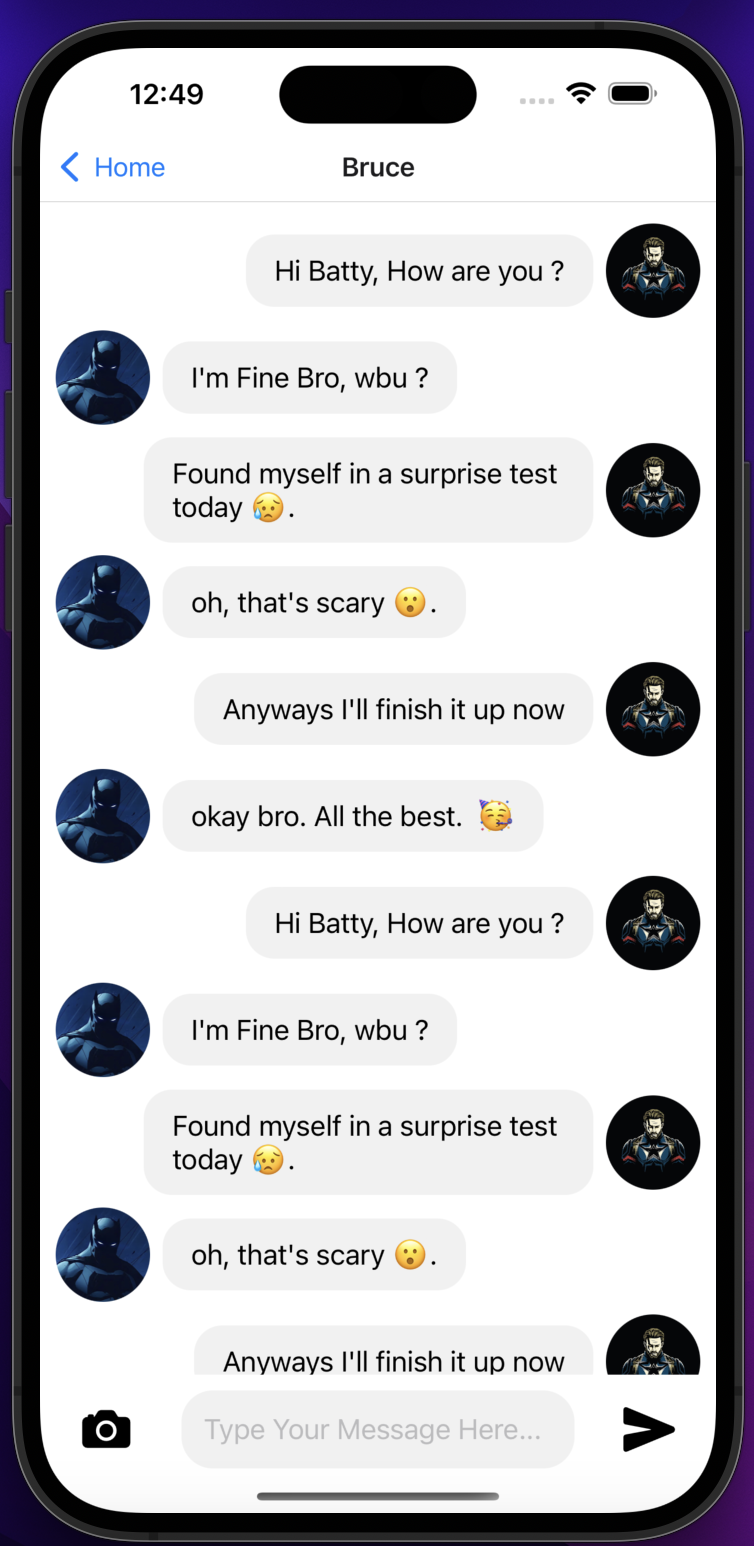 12:49
Home
Bruce
Hi Batty, How are you ?
I'm Fine Bro, wbu ?
Found myself in a surprise test
today 😥.
oh, that's scary 😮.
Anyways I'll finish it up now
okay bro. All the best. 🥳
Hi Batty, How are you ?
I'm Fine Bro, wbu ?
Found myself in a surprise test
today 😥.
oh, that's scary 😮.
Anyways I'll finish it up now
Type Your Message Here...